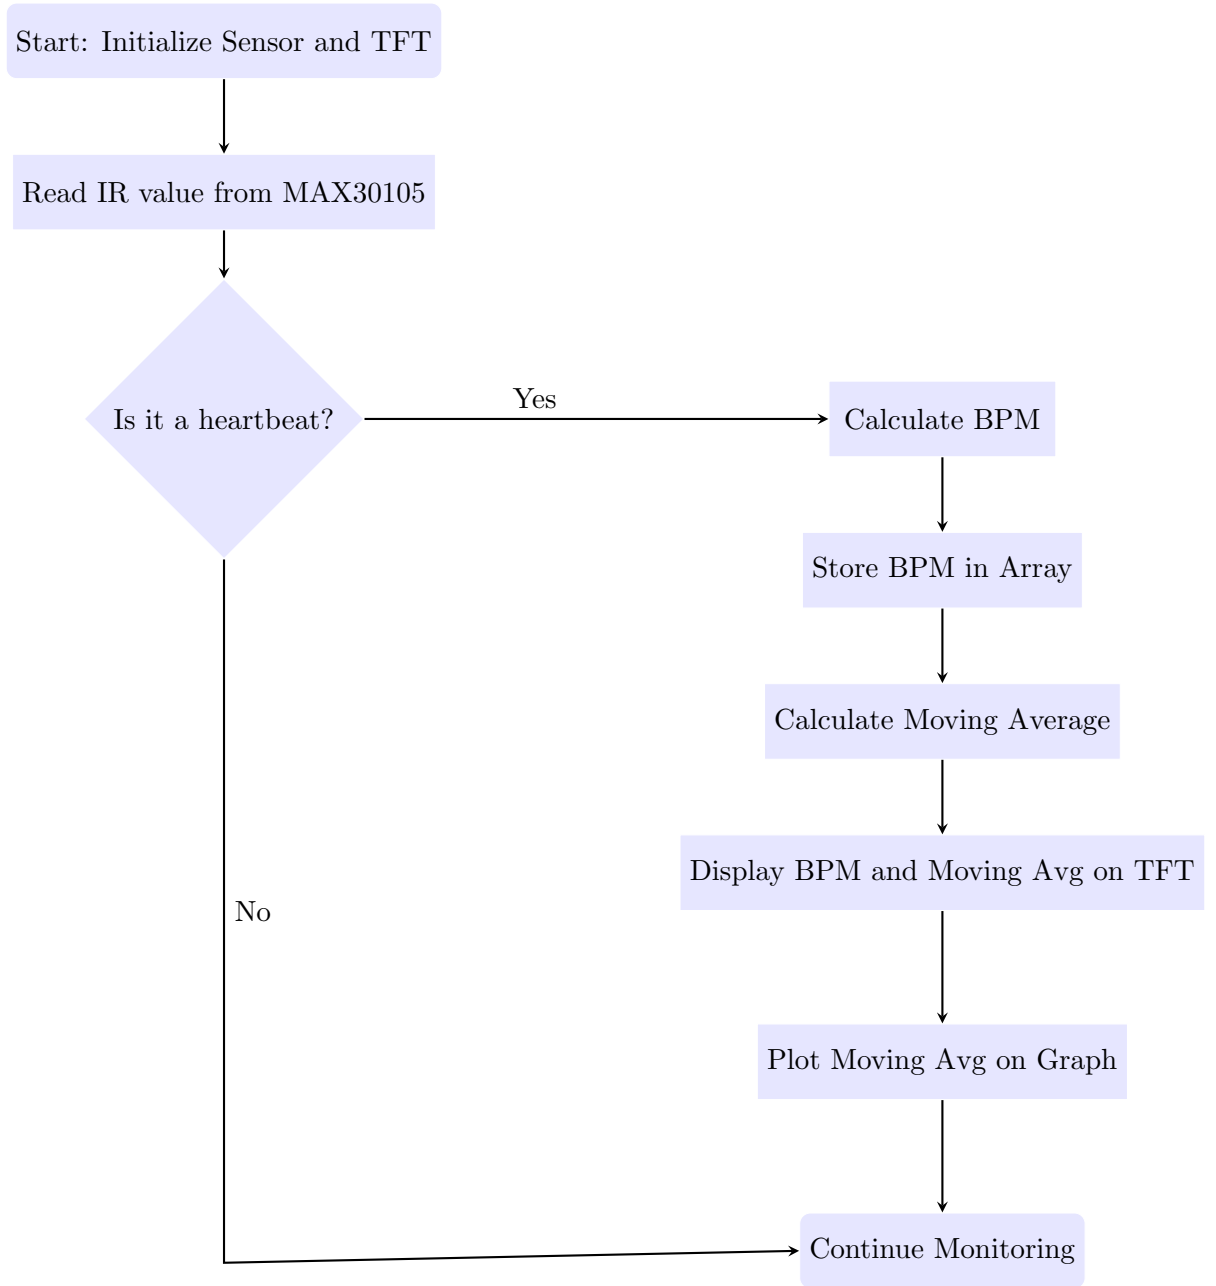 Start: Initialize Sensor and TFT
Read IR value from MAX30105
Is it a heartbeat?
Yes
Calculate BPM
Store BPM in Array
Calculate Moving Average
Display BPM and Moving Avg on TFT
No
Plot Moving Avg on Graph
Continue Monitoring